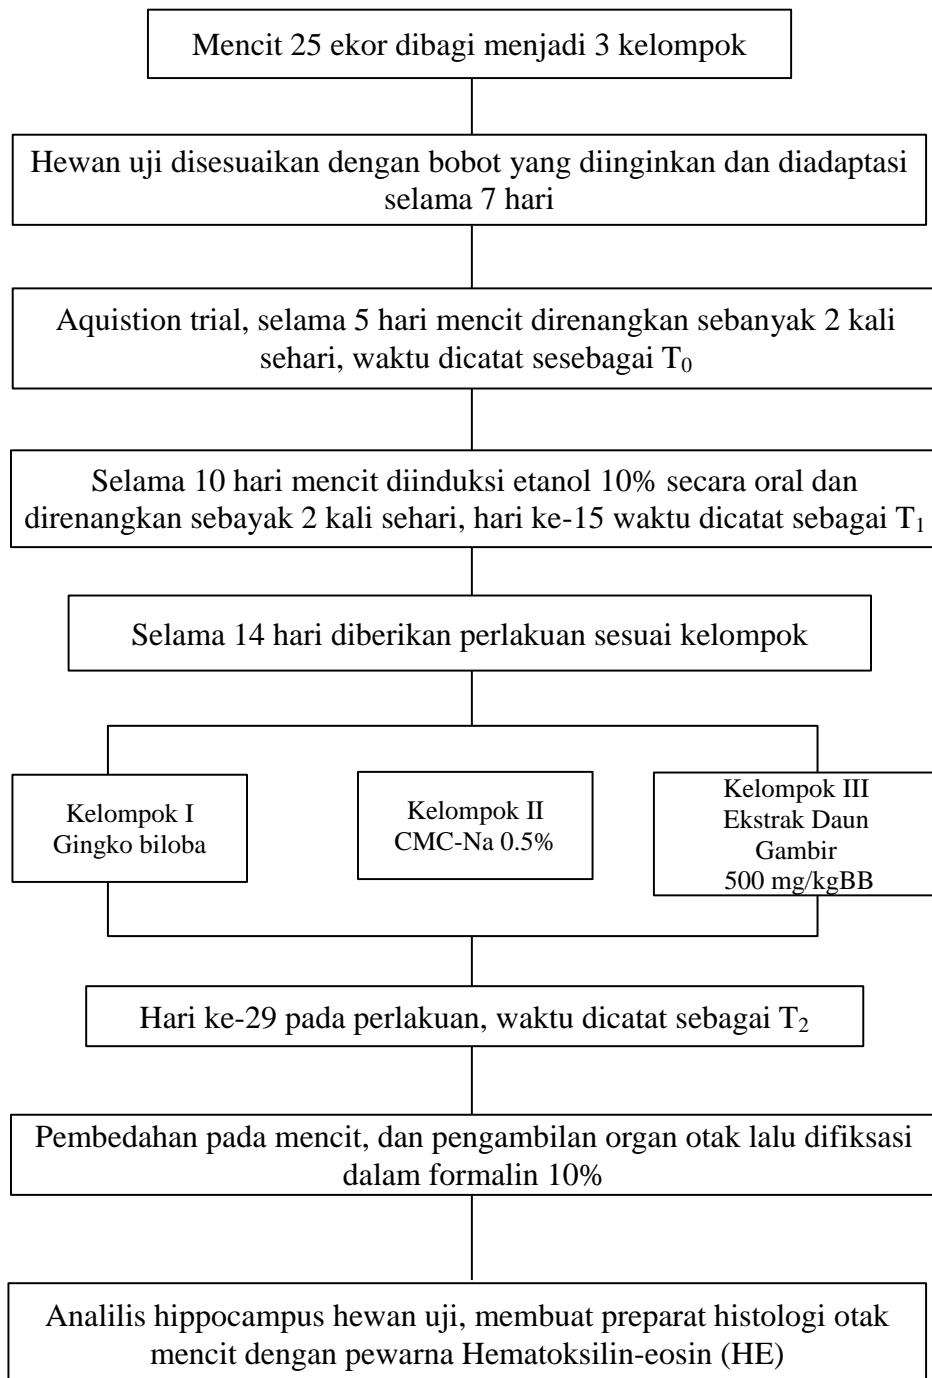 Mencit 25 ekor dibagi menjadi 3 kelompok
Hewan uji disesuaikan dengan bobot yang diinginkan dan diadaptasi
selama 7 hari
Aquistion trial, selama 5 hari mencit direnangkan sebanyak 2 kali
sehari, waktu dicatat sesebagai T₀
Selama 10 hari mencit diinduksi etanol 10% secara oral dan
direnangkan sebayak 2 kali sehari, hari ke-15 waktu dicatat sebagai T₁
Selama 14 hari diberikan perlakuan sesuai kelompok
Kelompok I
Gingko biloba
Kelompok II
CMC-Na 0.5%
Kelompok III
Ekstrak Daun
Gambir
500 mg/kgBB
Hari ke-29 pada perlakuan, waktu dicatat sebagai T₂
Pembedahan pada mencit, dan pengambilan organ otak lalu difiksasi
dalam formalin 10%
Analilis hippocampus hewan uji, membuat preparat histologi otak
mencit dengan pewarna Hematoksilin-eosin (HE)